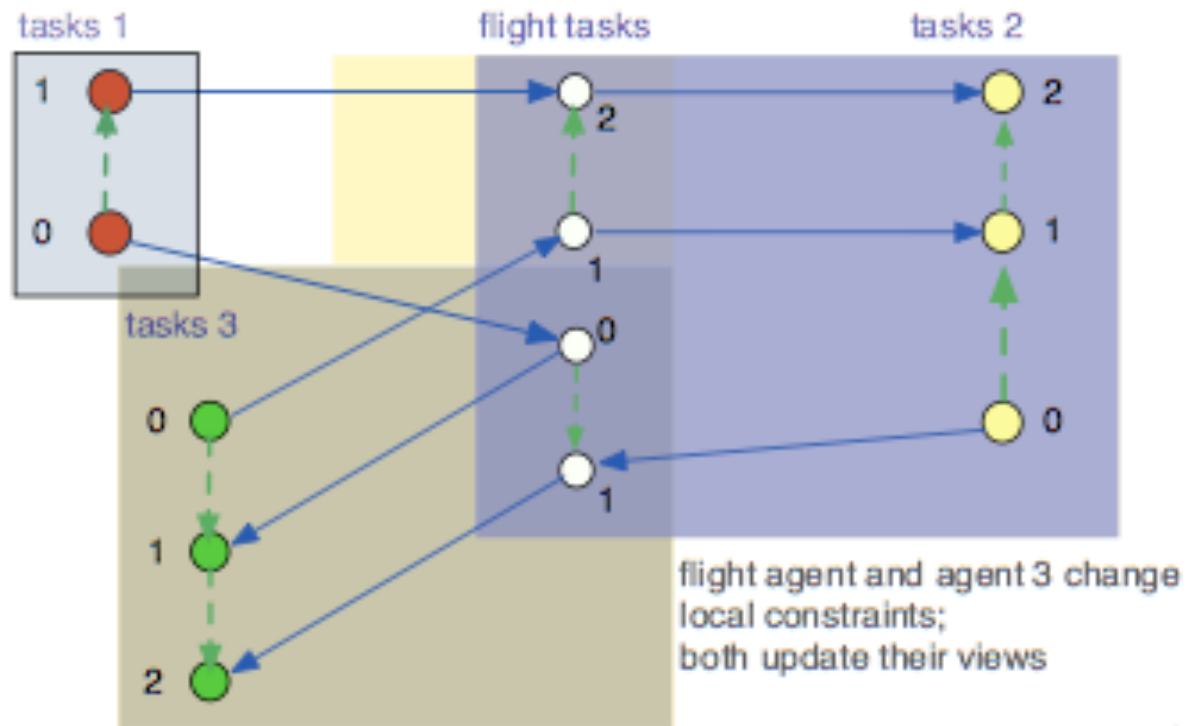 tasks 1
flight tasks
tasks 2
1
2
2
0
1
1
tasks 3
0
0
0
1
1
2
flight agent and agent 3 change
local constraints;
both update their views